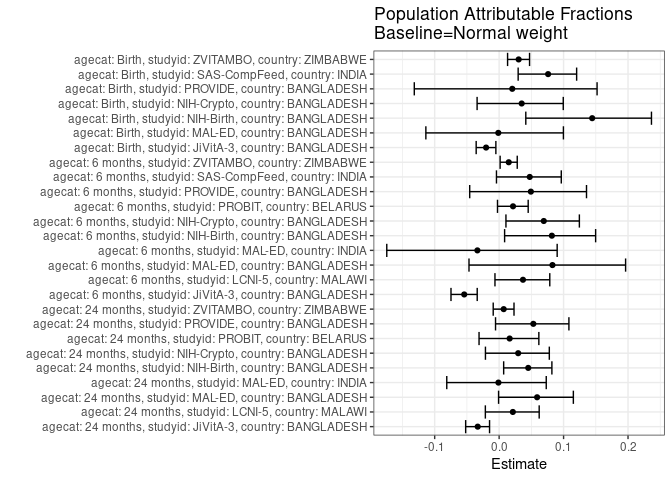 Population Attributable Fractions
Baseline=Normal weight
agecat: Birth, studyid: ZVITAMBO, country: ZIMBABWE
agecat: Birth, studyid: SAS-CompFeed, country: INDIA
agecat: Birth, studyid: PROVIDE, country: BANGLADESH
agecat: Birth, studyid: NIH-Crypto, country: BANGLADESH
agecat: Birth, studyid: NIH-Birth, country: BANGLADESH
agecat: Birth, studyid: MAL-ED, country: BANGLADESH
agecat: Birth, studyid: JiVitA-3, country: BANGLADESH
agecat: 6 months, studyid: ZVITAMBO, country: ZIMBABWE
agecat: 6 months, studyid: SAS-CompFeed, country: INDIA
agecat: 6 months, studyid: PROVIDE, country: BANGLADESH
agecat: 6 months, studyid: PROBIT, country: BELARUS
agecat: 6 months, studyid: NIH-Crypto, country: BANGLADESH
agecat: 6 months, studyid: NIH-Birth, country: BANGLADESH
agecat: 6 months, studyid: MAL-ED, country: INDIA
agecat: 6 months, studyid: MAL-ED, country: BANGLADESH
agecat: 6 months, studyid: LCNI-5, country: MALAWI
agecat: 6 months, studyid: JiVitA-3, country: BANGLADESH
agecat: 24 months, studyid: ZVITAMBO, country: ZIMBABWE
agecat: 24 months, studyid: PROVIDE, country: BANGLADESH
agecat: 24 months, studyid: PROBIT, country: BELARUS
agecat: 24 months, studyid: NIH-Crypto, country: BANGLADESH
agecat: 24 months, studyid: NIH-Birth, country: BANGLADESH
agecat: 24 months, studyid: MAL-ED, country: INDIA
agecat: 24 months, studyid: MAL-ED, country: BANGLADESH
agecat: 24 months, studyid: LCNI-5, country: MALAWI
agecat: 24 months, studyid: JiVitA-3, country: BANGLADESH
-0.1 0.0 0.1 0.2
Estimate